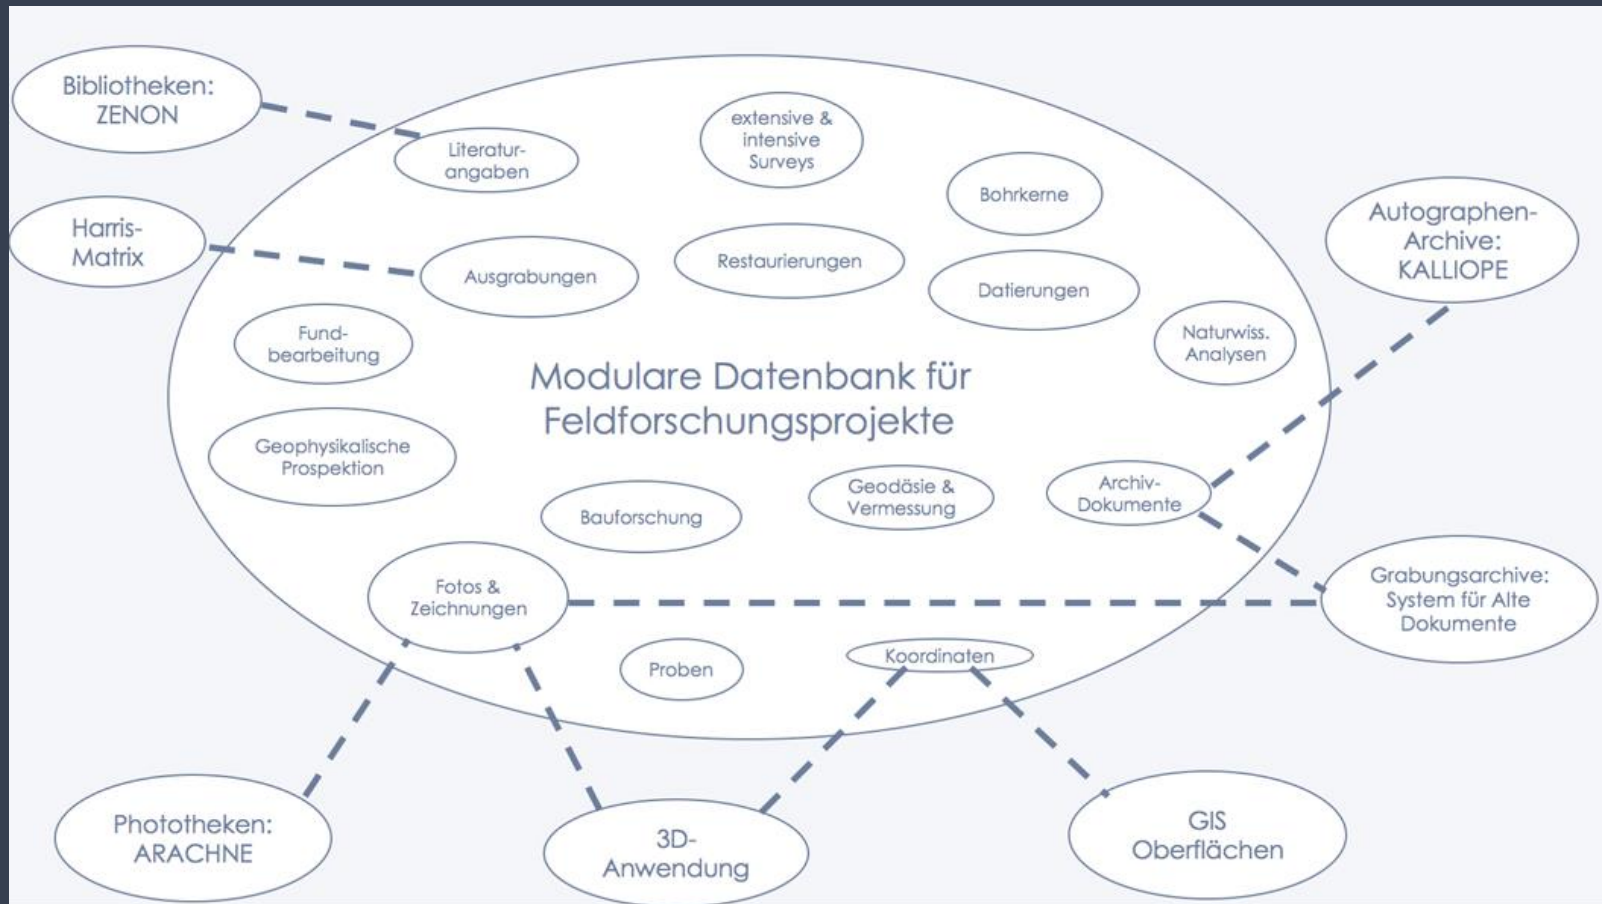 Bibliotheken:
ZENON
Literatur-
angaben
extensive &
intensive
Surveys
Bohrkerne
Autographen-
Archive:
KALLIOPE
Harris-
Matrix
Ausgrabungen
Restaurierungen
Datierungen
Fund-
bearbeitung
Naturwiss.
Analysen
Modulare Datenbank für
Feldforschungsprojekte
Geophysikalische
Prospektion
Bauforschung
Geodäsie &
Vermessung
Archiv-
Dokumente
Fotos &
Zeichnungen
Grabungsarchive:
System für Alte
Dokumente
Proben
Koordinaten
Phototheken:
ARACHNE
3D-
Anwendung
GIS
Oberflächen